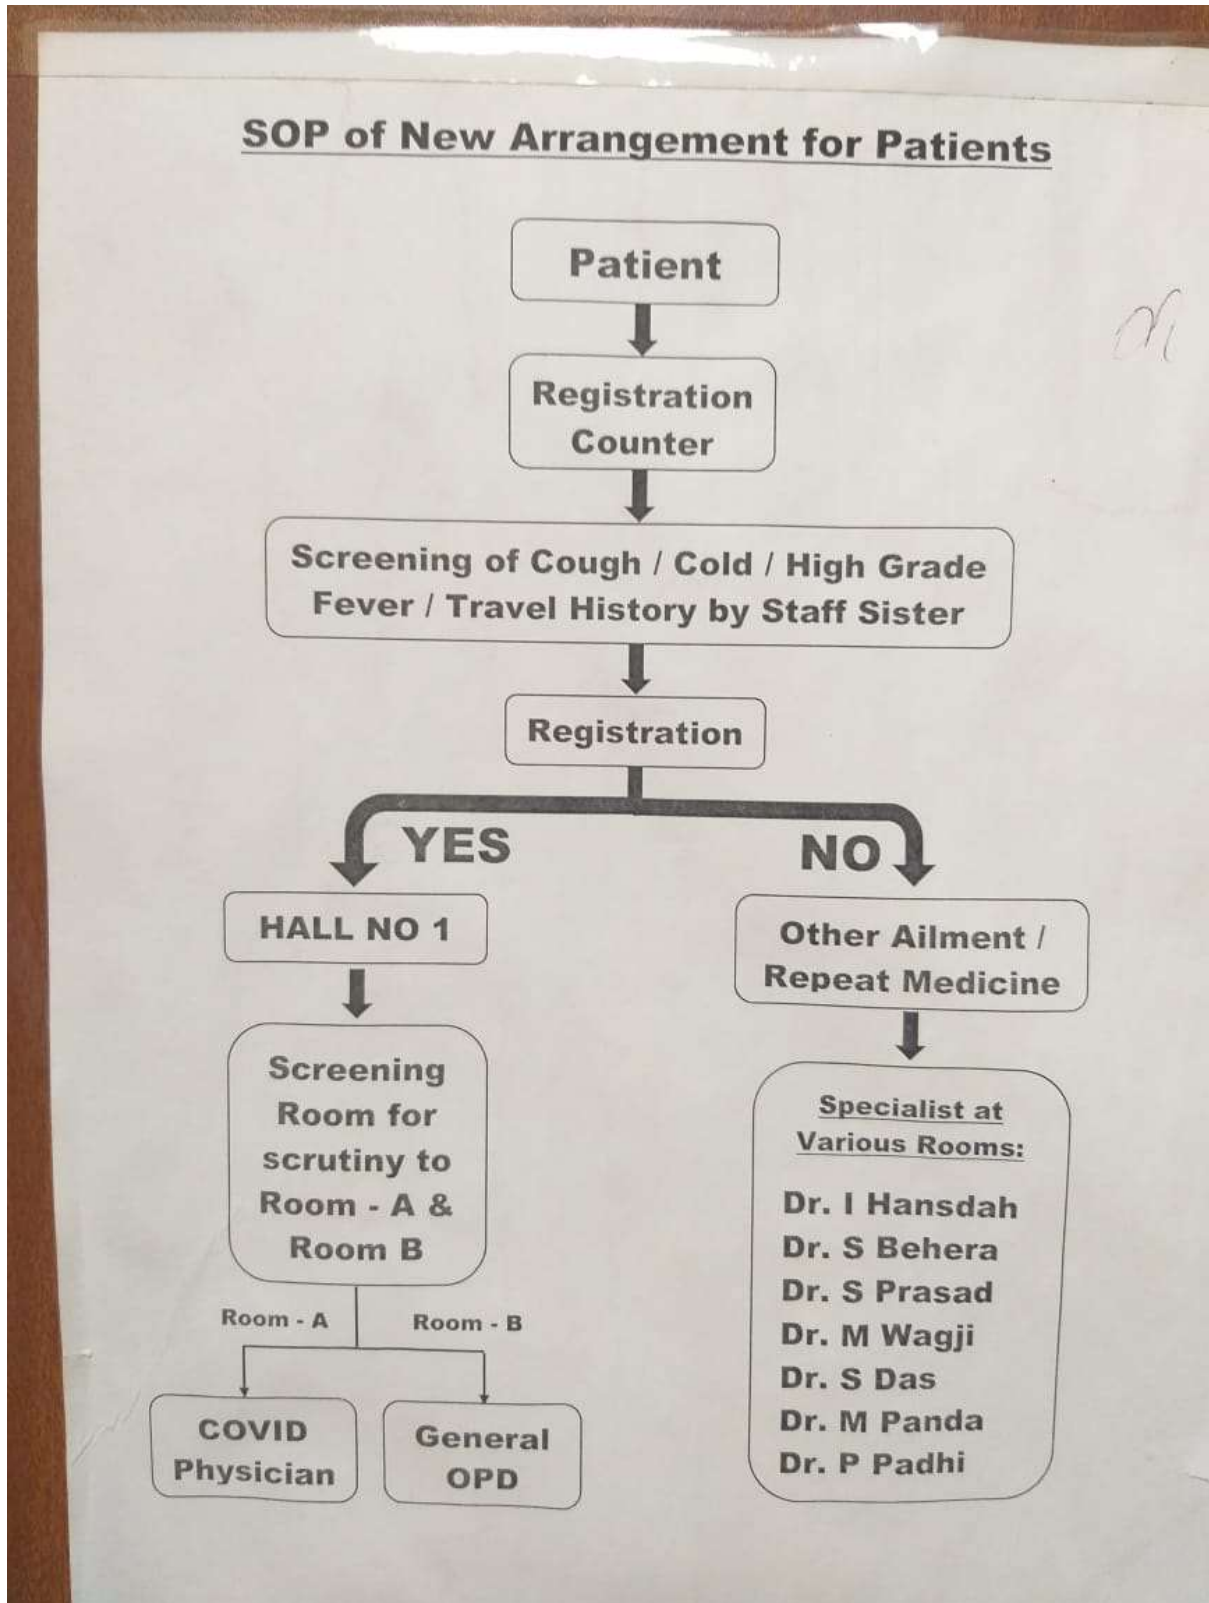 SOP of New Arrangement for Patients
Patient
Registration
Counter
Screening of Cough / Cold / High Grade
Fever / Travel History by Staff Sister
Registration
YES
NO
HALL NO 1
Other Ailment /
Repeat Medicine
Screening
Room for
scrutiny to
Room - A &
Room B
Room - A
Room - B
COVID
Physician
General
OPD
Specialist at
Various Rooms:
Dr. I Hansdah
Dr. S Behera
Dr. S Prasad
Dr. M Wagji
Dr. S Das
Dr. M Panda
Dr. P Padhi